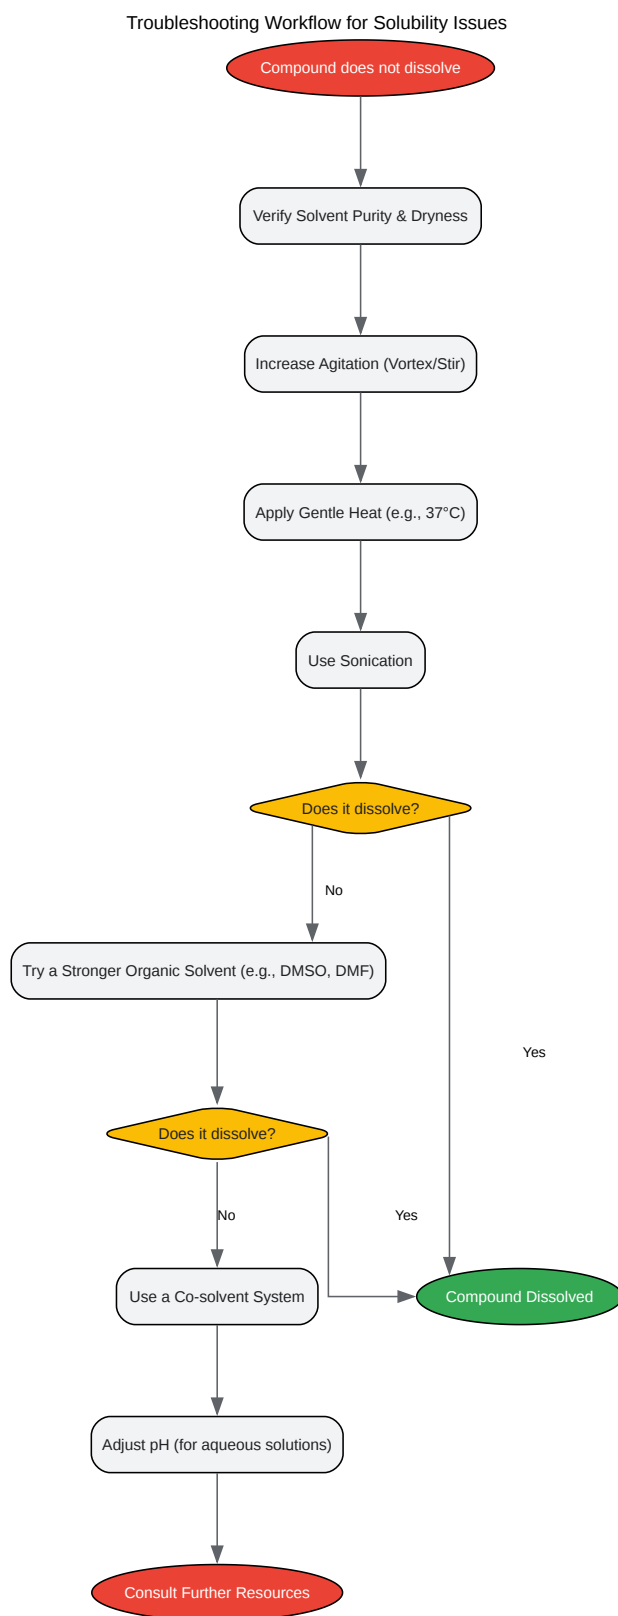 Troubleshooting Workflow for Solubility Issues
Compound does not dissolve
Verify Solvent Purity & Dryness
Increase Agitation (Vortex/Stir)
Apply Gentle Heat (e.g., 37°C)
Use Sonication
Does it dissolve?
No
Try a Stronger Organic Solvent (e.g., DMSO, DMF)
Yes
Does it dissolve?
No
Yes
Use a Co-solvent System
Compound Dissolved
Adjust pH (for aqueous solutions)
Consult Further Resources